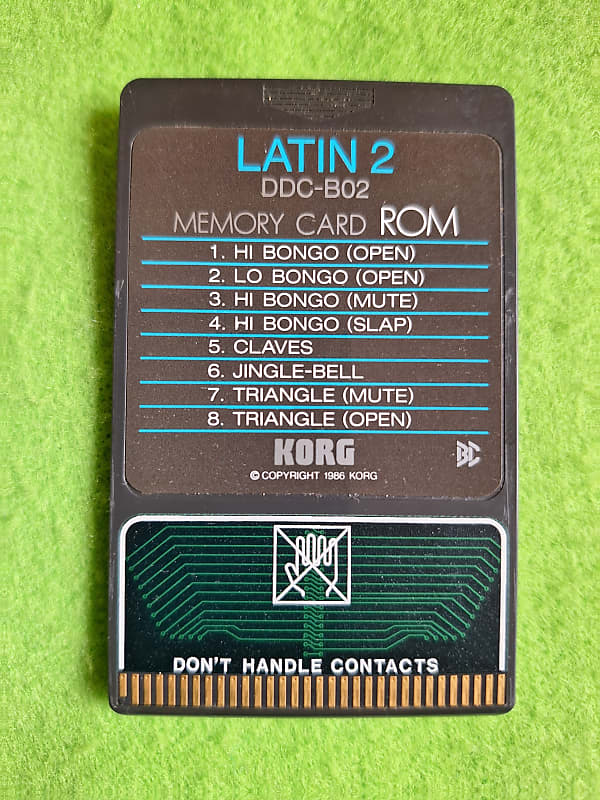 LATIN 2
DDC-B02
MEMORY CARD ROM
1. HI BONGO (OPEN)
2. LO BONGO (OPEN)
3. HI BONGO (MUTE)
4. HI BONGO (SLAP)
5. CLAVES
6. JINGLE-BELL
7. TRIANGLE (MUTE)
8. TRIANGLE (OPEN)
KORG
BC
© COPYRIGHT 1986 KORG
DON'T HANDLE CONTACTS